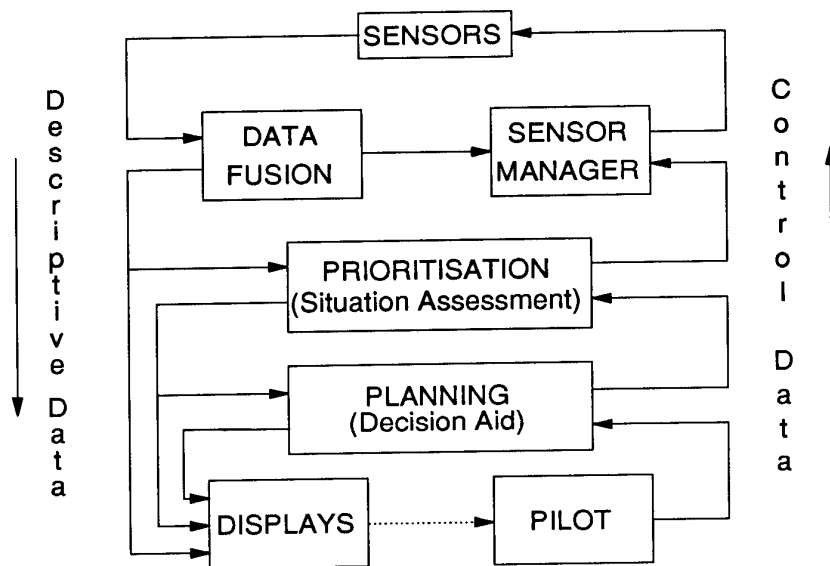 SENSORS
DATA
FUSION
SENSOR
MANAGER
PRIORITISATION
(Situation Assessment)
PLANNING
(Decision Aid)
DISPLAYS
PILOT
Descriptive Data
Control Data